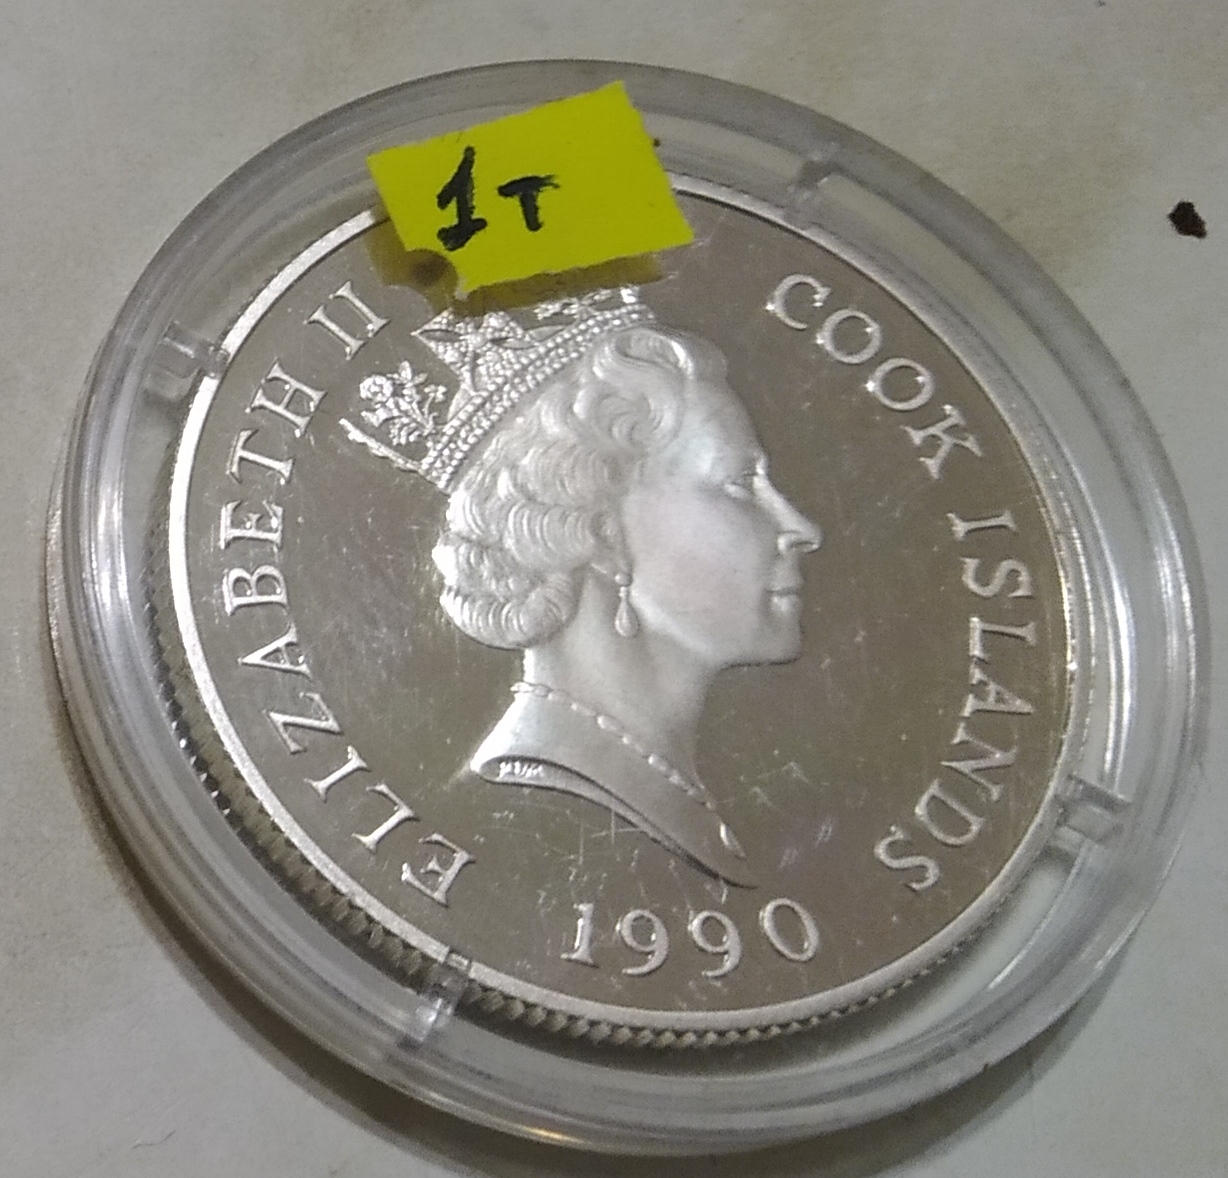 1т
ELIZABETH II
COOK ISLANDS
1990